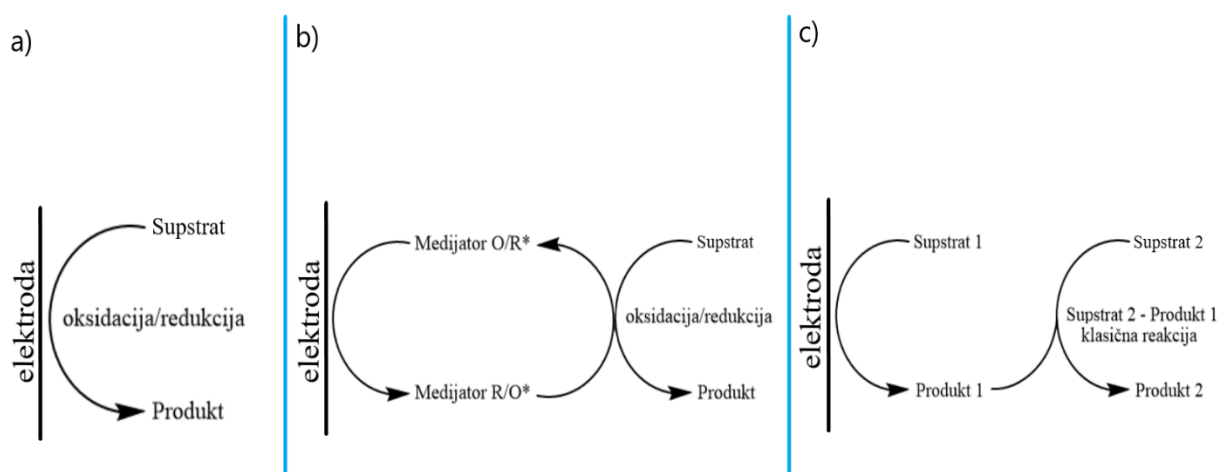 a)
elektroda
Supstrat
oksidacija/redukcija
Produkt
b)
elektroda
Medijator O/R*
Supstrat
oksidacija/redukcija
Medijator R/O*
Produkt
c)
elektroda
Supstrat 1
Supstrat 2
Supstrat 2 - Produkt 1
klasična reakcija
Produkt 1
Produkt 2